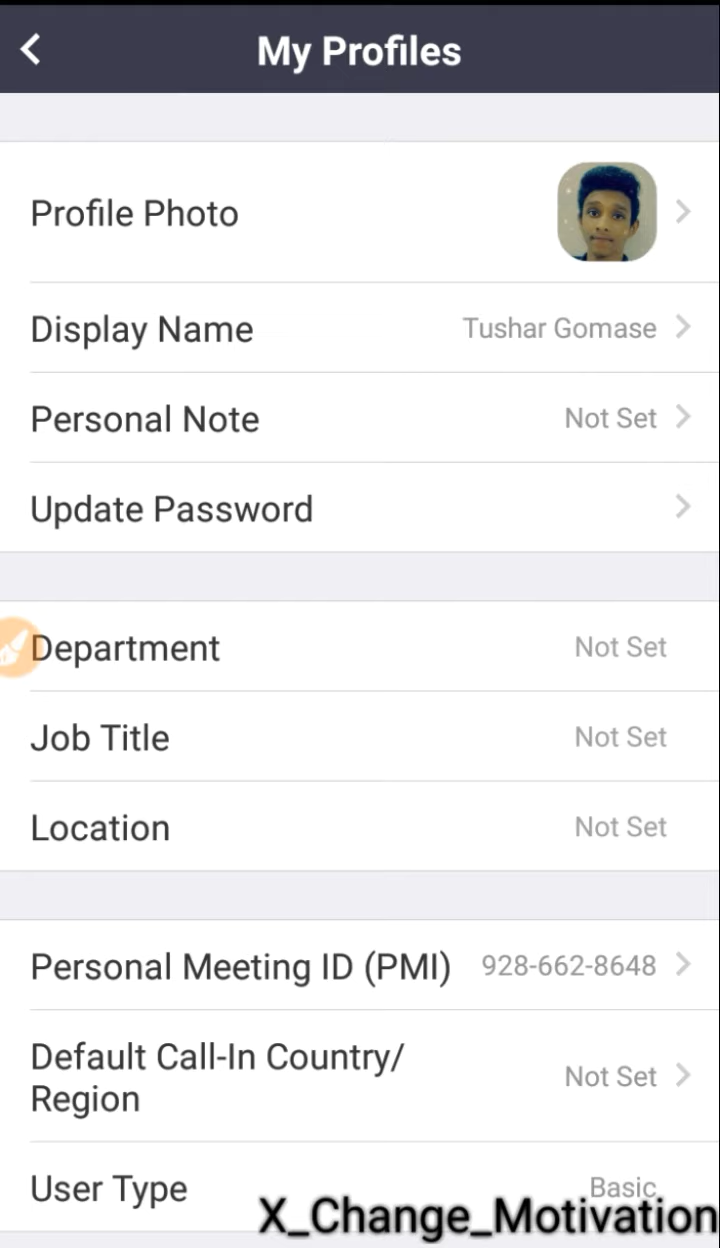 My Profiles
Profile Photo
Display Name Tushar Gomase
Personal Note Not Set
Update Password
Department Not Set
Job Title Not Set
Location Not Set
Personal Meeting ID (PMI) 928-662-8648
Default Call-In Country/
Region Not Set
User Type Basic
X_Change_Motivation